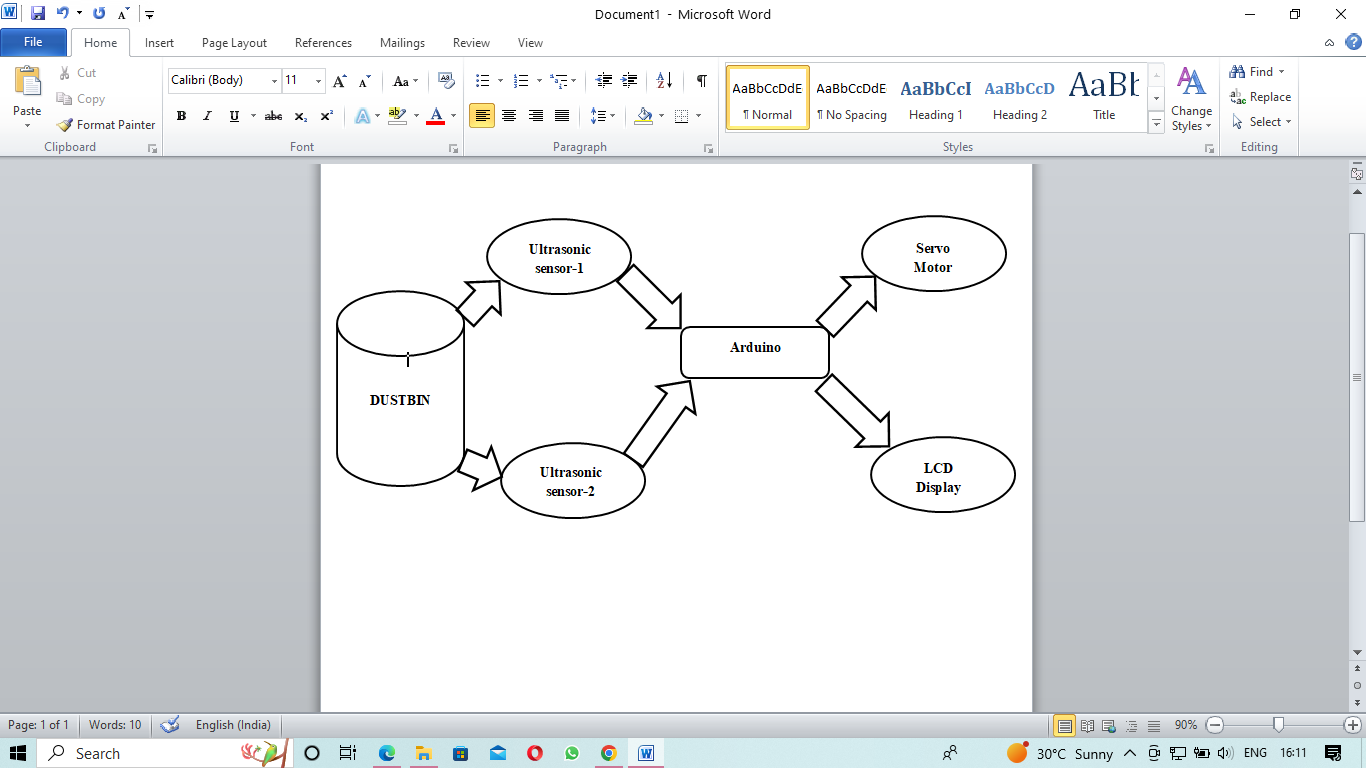 Document1 - Microsoft Word
File Home Insert Page Layout References Mailings Review View
Paste
Cut
Copy
Format Painter
Clipboard
Calibri (Body) 11
Font
Paragraph
AaBbCcDdE AaBbCcDdE AaBbCcI AaBbCcD AaBb
¶ Normal ¶ No Spacing Heading 1 Heading 2 Title
Styles
Change
Styles
Find
Replace
Select
Editing
Ultrasonic
sensor-1
Servo
Motor
Arduino
DUSTBIN
Ultrasonic
sensor-2
LCD
Display
Page: 1 of 1 Words: 10 English (India) 90%
Search 30°C Sunny ENG 16:11